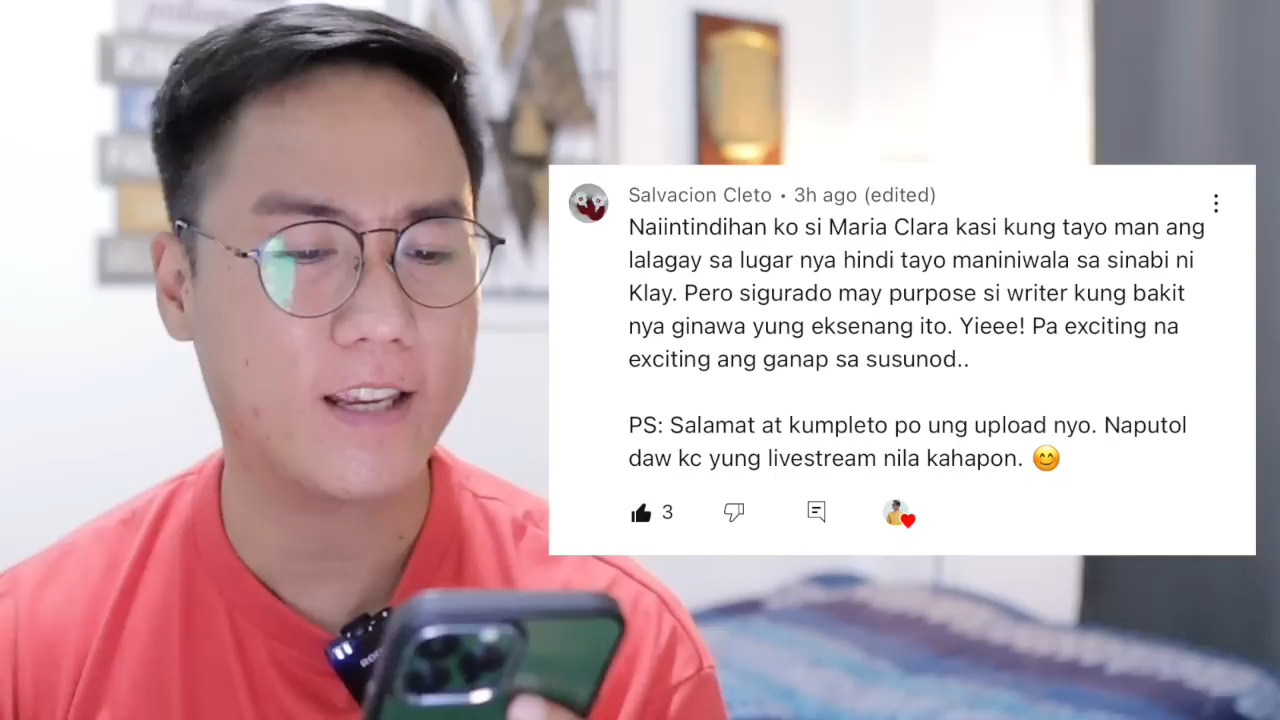 Salvacion Cleto • 3h ago (edited)
Naiintindihan ko si Maria Clara kasi kung tayo man ang
lalagay sa lugar nya hindi tayo maniniwala sa sinabi ni
Klay. Pero sigurado may purpose si writer kung bakit
nya ginawa yung eksenang ito. Yieee! Pa exciting na
exciting ang ganap sa susunod..
PS: Salamat at kumpleto po ung upload nyo. Naputol
daw kc yung livestream nila kahapon. 😊
3